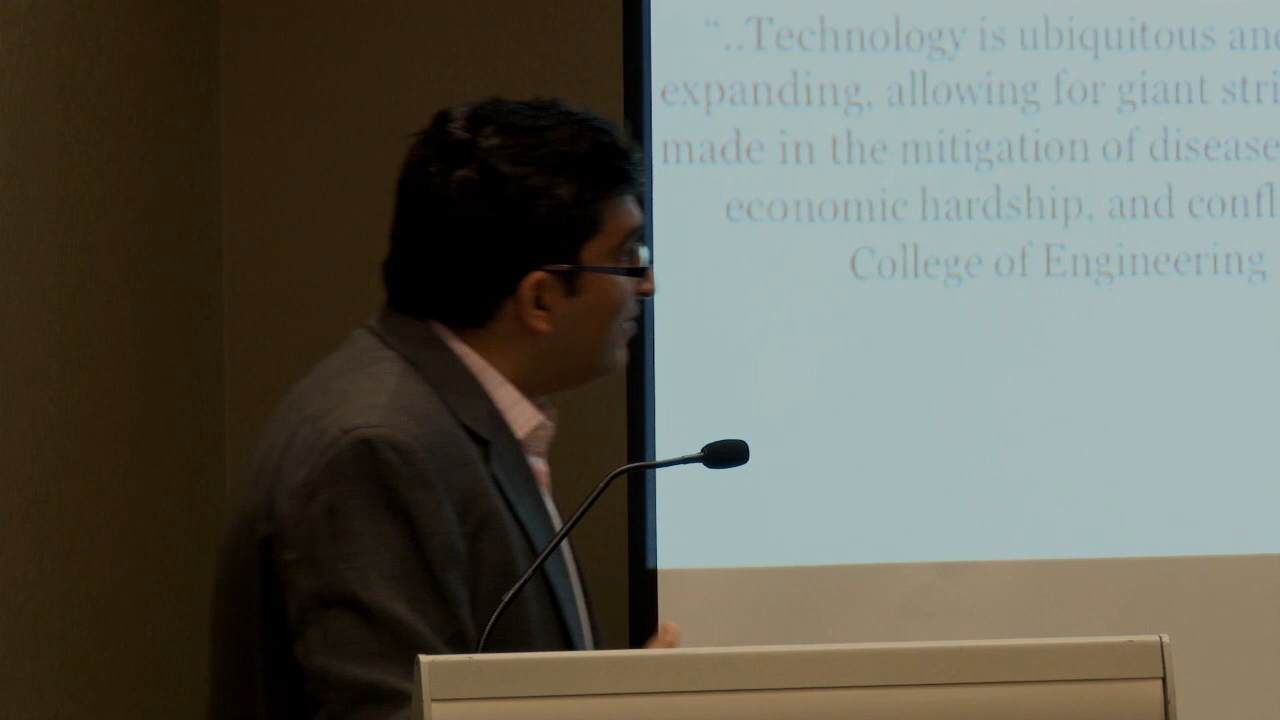 “..Technology is ubiquitous and
expanding, allowing for giant stri
made in the mitigation of disease
economic hardship, and confl
College of Engineering